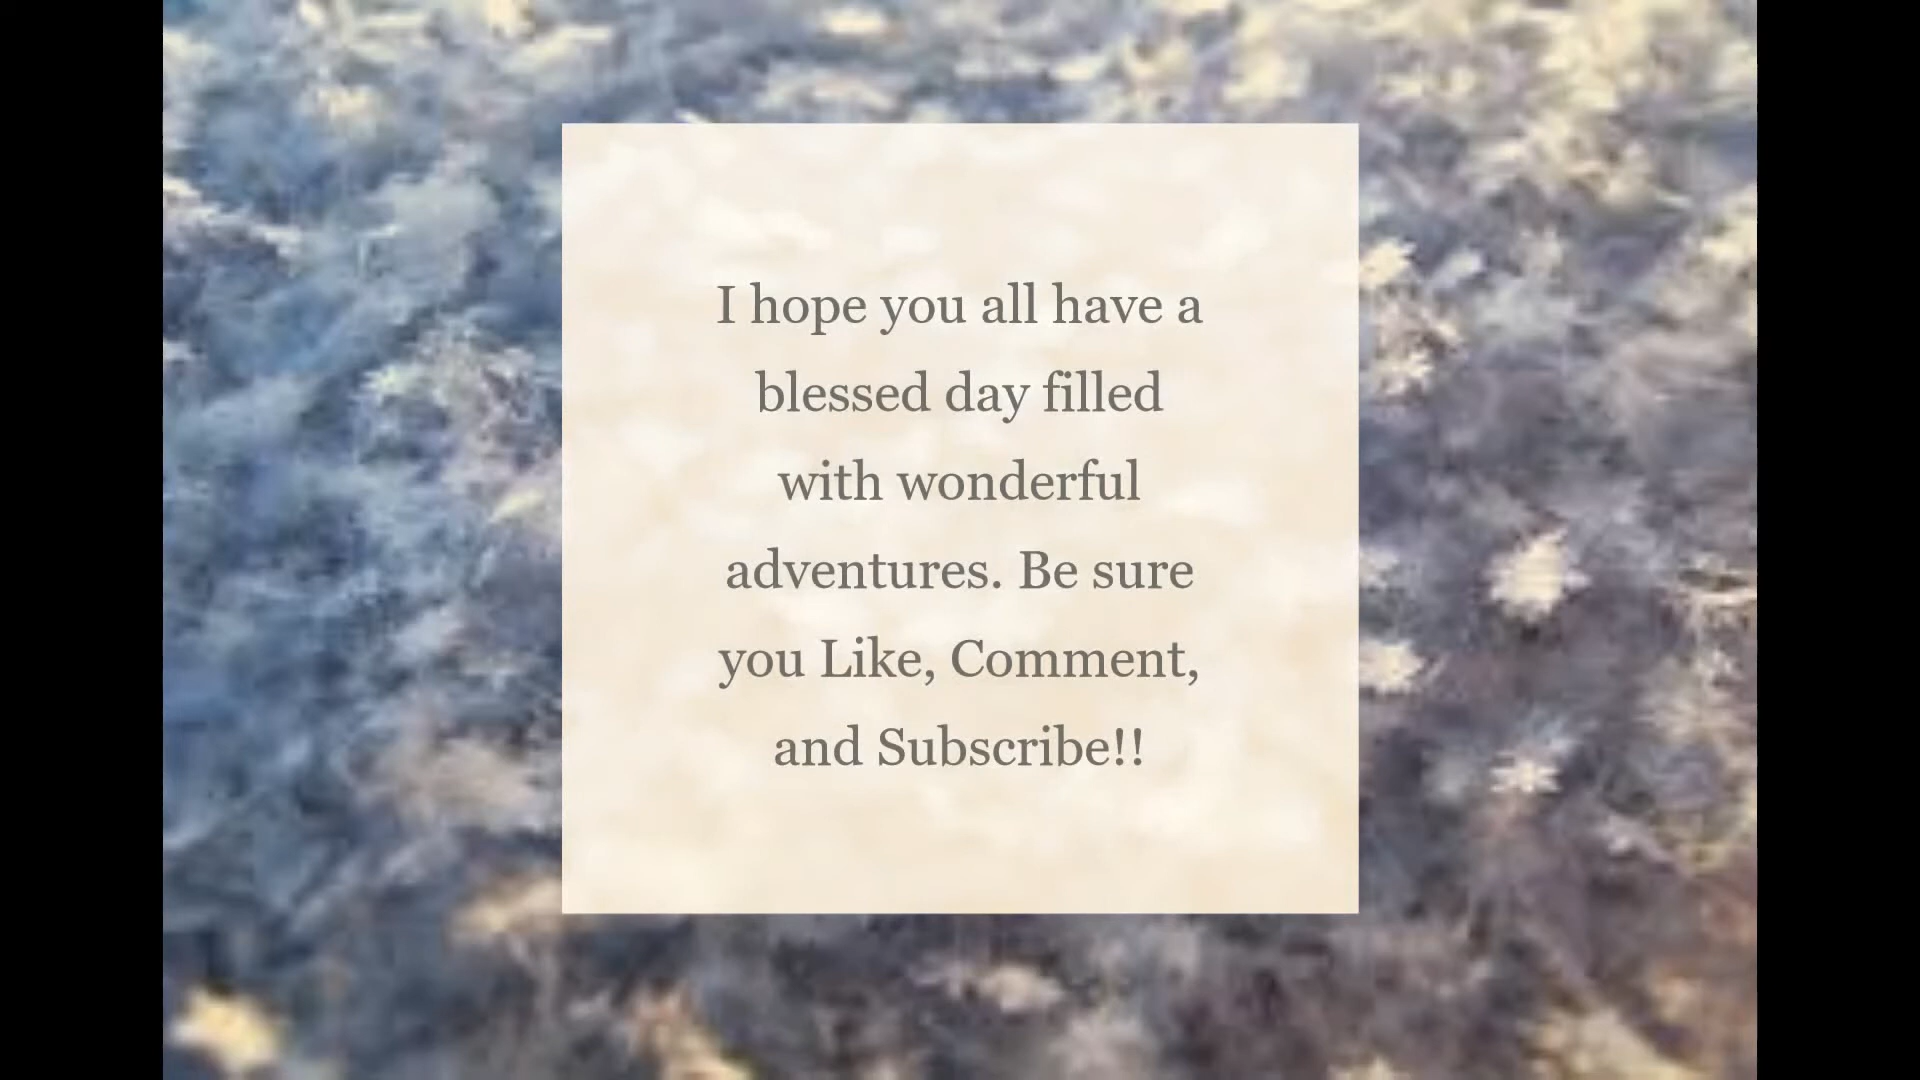 I hope you all have a
blessed day filled
with wonderful
adventures. Be sure
you Like, Comment,
and Subscribe!!